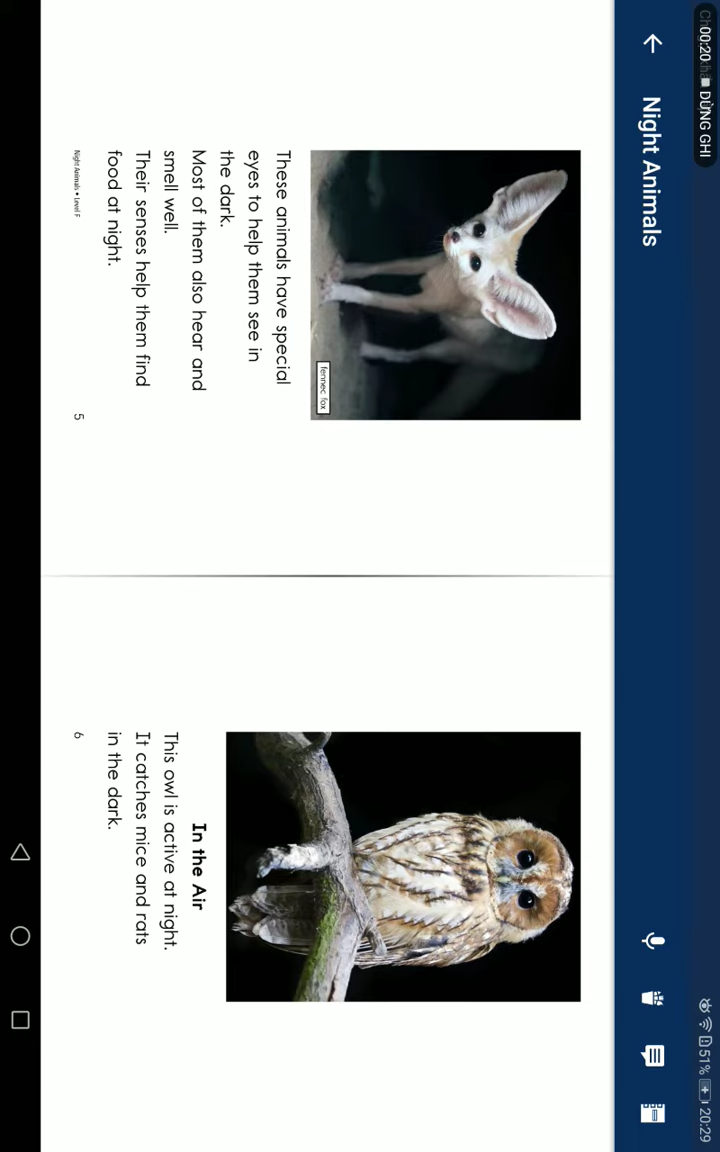 00:20 DỪNG GHI
51% 20:29
Night Animals
fennec fox
These animals have special
eyes to help them see in
the dark.
Most of them also hear and
smell well.
Their senses help them find
food at night.
Night Animals • Level F
5
In the Air
This owl is active at night.
It catches mice and rats
in the dark.
6